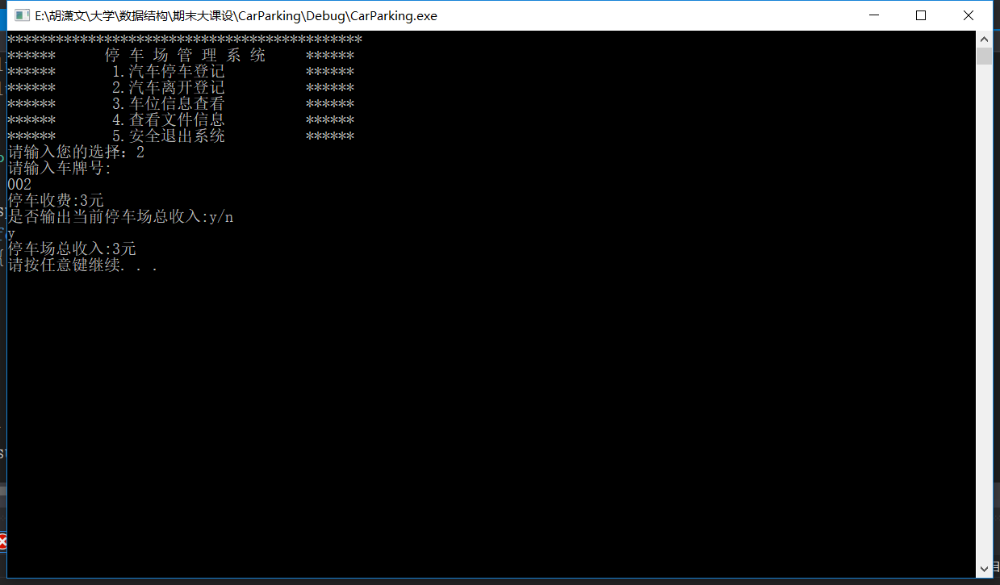 E:\胡潇文\大学\数据结构\期末大课设\CarParking\Debug\CarParking.exe
********************************************
******      停 车 场 管 理 系 统     ******
******       1.汽车停车登记          ******
******       2.汽车离开登记          ******
******       3.车位信息查看          ******
******       4.查看文件信息          ******
******       5.安全退出系统          ******
请输入您的选择：2
请输入车牌号:
002
停车收费:3元
是否输出当前停车场总收入:y/n
y
停车场总收入:3元
请按任意键继续. . .